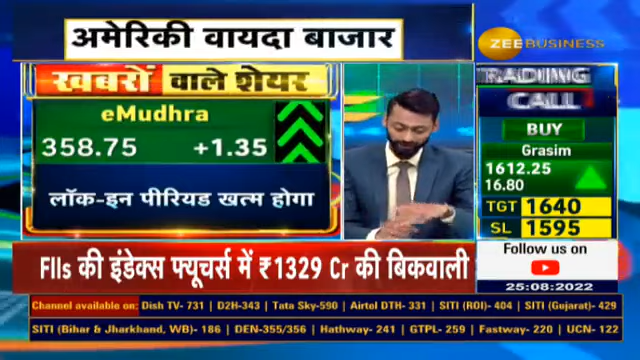 अमेरिकी वायदा बाजार
ZEE BUSINESS
खबरों वाले शेयर
eMudhra
358.75 +1.35
लॉक-इन पीरियड खत्म होगा
TRADING
CALL
BUY
Grasim
1612.25
16.80
TGT 1640
SL 1595
FIIs की इंडेक्स फ्यूचर्स में ₹1329 Cr की बिकवाली
Follow us on
25:08:2022
Channel available on: Dish TV- 731 | D2H-343 | Tata Sky-590 | Airtel DTH- 331 | SITI (ROI)- 404 | SITI (Gujarat)- 429
SITI (Bihar & Jharkhand, WB)- 186 | DEN-355/356 | Hathway- 241 | GTPL- 259 | Fastway- 220 | UCN- 122